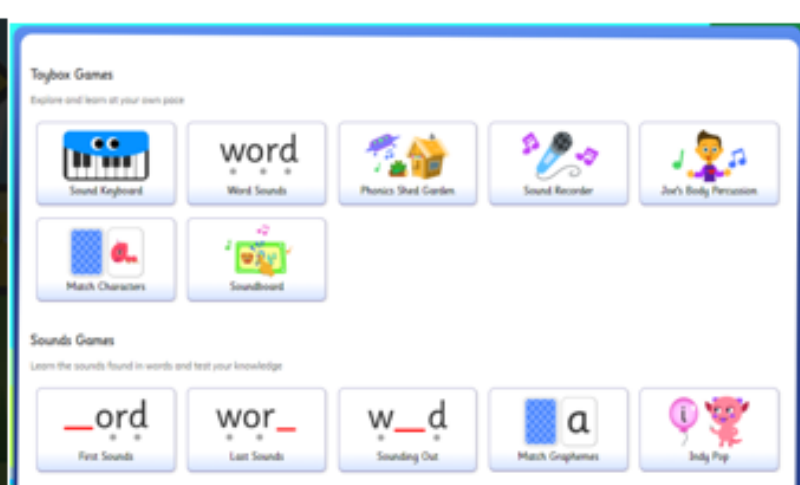 Toybox Games
Explore and learn at your own pace
Sound Keyboard
word
Word Sounds
Phonics Shed Garden
Sound Recorder
Joe's Body Percussion
a
Match Characters
Soundboard
Sounds Games
Learn the sounds found in words and test your knowledge
_ord
First Sounds
wor_
Last Sounds
w_d
Sounding Out
a
Match Graphemes
i
Indy Pop